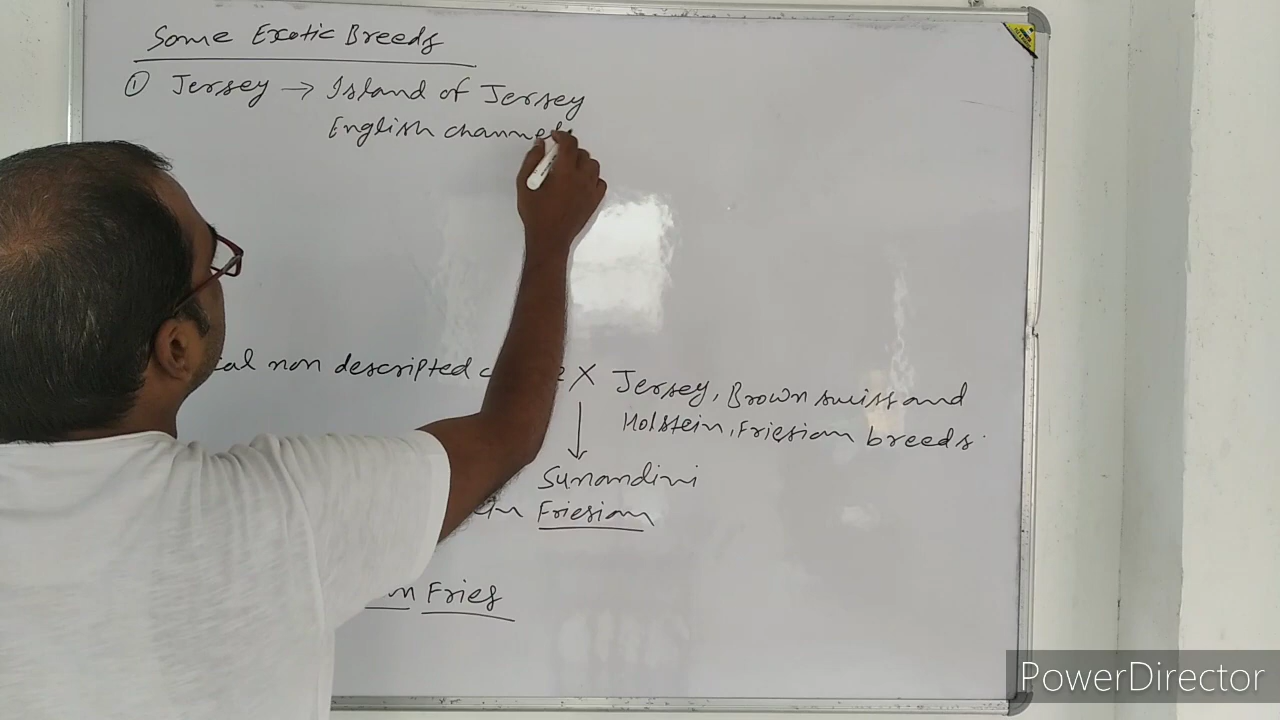 Some Exotic Breeds
① Jersey → Island of Jersey
English channel
non descripted X Jersey, Brown swiss and
Holstein, Friesian breeds.
↓
Sunandini
Friesian
Fries
PowerDirector